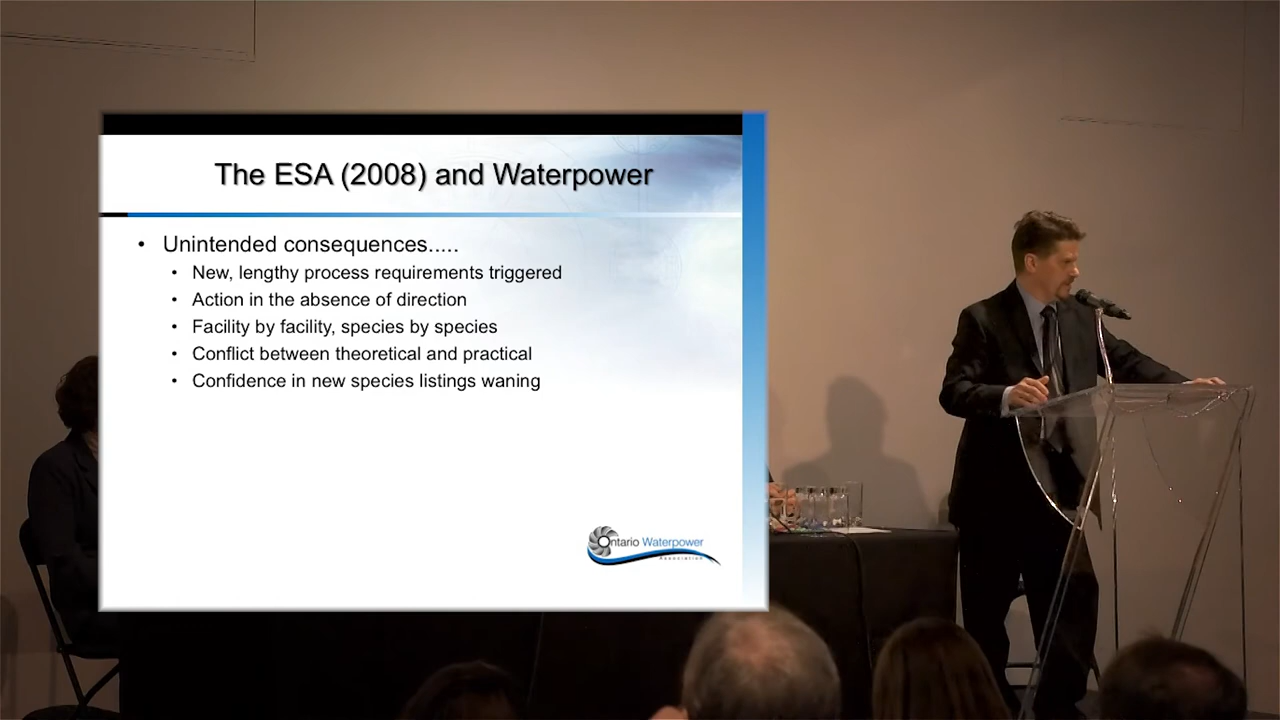 The ESA (2008) and Waterpower
• Unintended consequences.....
• New, lengthy process requirements triggered
• Action in the absence of direction
• Facility by facility, species by species
• Conflict between theoretical and practical
• Confidence in new species listings waning
Ontario Waterpower
Association